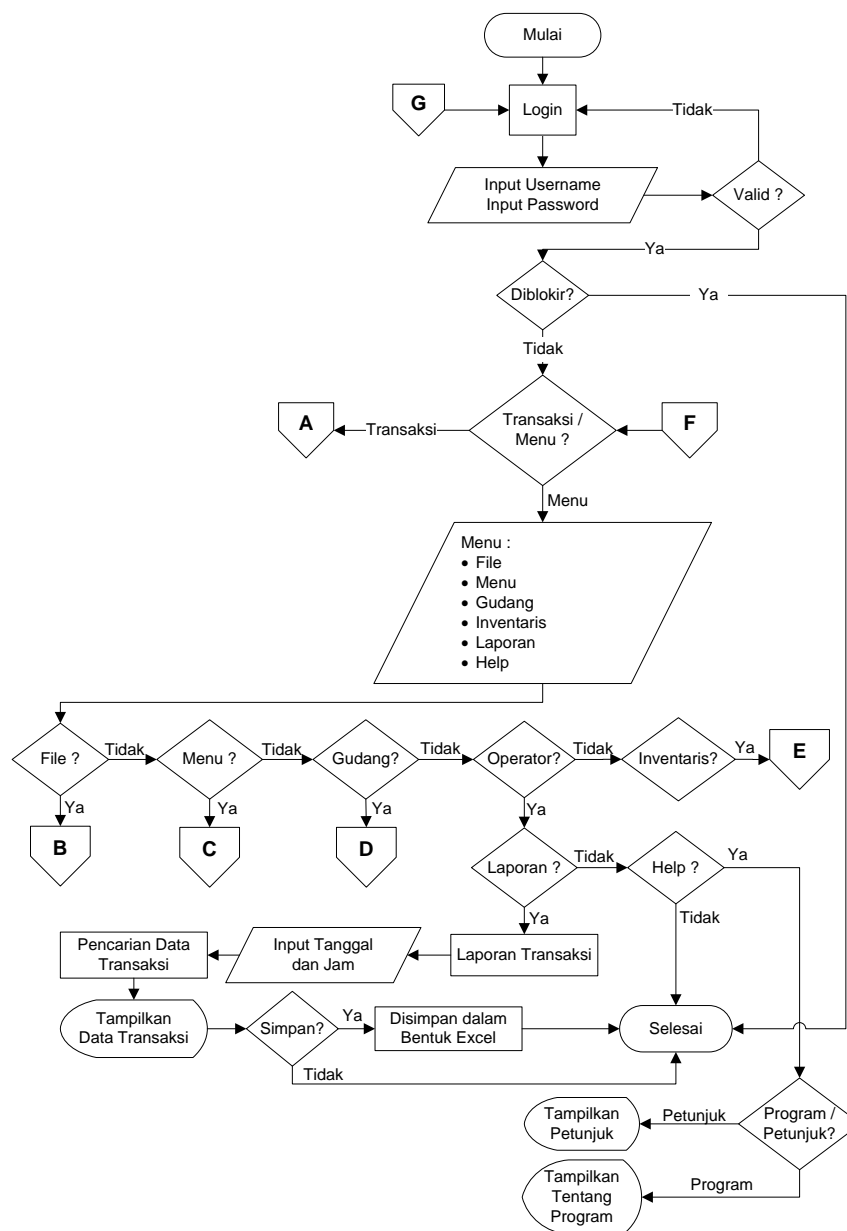 Mulai
G
Login
Tidak
Input Username
Input Password
Valid ?
Ya
Diblokir?
Ya
Tidak
A
Transaksi
Transaksi /
Menu ?
F
Menu
Menu :
• File
• Menu
• Gudang
• Inventaris
• Laporan
• Help
File ?
Tidak
Menu ?
Tidak
Gudang?
Tidak
Operator?
Tidak
Inventaris?
Ya
E
Ya
Ya
Ya
Ya
B
C
D
Laporan ?
Tidak
Help ?
Ya
Ya
Tidak
Pencarian Data
Transaksi
Input Tanggal
dan Jam
Laporan Transaksi
Tampilkan
Data Transaksi
Simpan?
Ya
Disimpan dalam
Bentuk Excel
Selesai
Tidak
Tampilkan
Petunjuk
Petunjuk
Program /
Petunjuk?
Tampilkan
Tentang
Program
Program